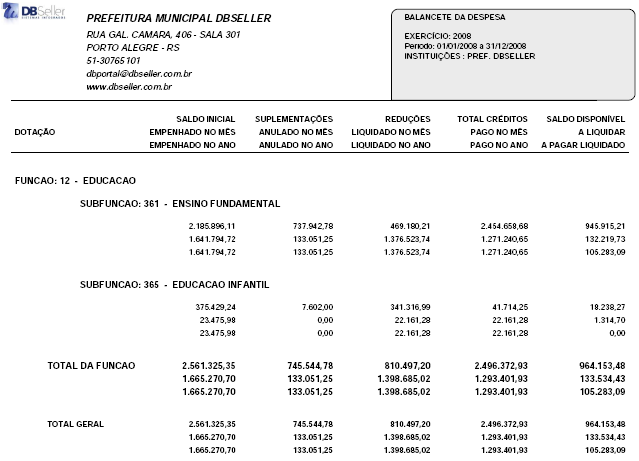 DBSeller
SISTEMAS INTEGRADOS
PREFEITURA MUNICIPAL DBSELLER
RUA GAL. CAMARA, 406 - SALA 301
PORTO ALEGRE - RS
51-30765101
dbportal@dbseller.com.br
www.dbseller.com.br
BALANCETE DA DESPESA
EXERCÍCIO: 2008
Período: 01/01/2008 a 31/12/2008
INSTITUIÇÕES : PREF. DBSELLER
SALDO INICIAL SUPLEMENTAÇÕES REDUÇÕES TOTAL CRÉDITOS SALDO DISPONÍVEL
DOTAÇÃO EMPENHADO NO MÊS ANULADO NO MÊS LIQUIDADO NO MÊS PAGO NO MÊS A LIQUIDAR
EMPENHADO NO ANO ANULADO NO ANO LIQUIDADO NO ANO PAGO NO ANO A PAGAR LIQUIDADO
FUNCAO: 12 - EDUCACAO
SUBFUNCAO: 361 - ENSINO FUNDAMENTAL
2.185.896,11 737.942,78 469.180,21 2.454.658,68 945.915,21
1.641.794,72 133.051,25 1.376.523,74 1.271.240,65 132.219,73
1.641.794,72 133.051,25 1.376.523,74 1.271.240,65 105.283,09
SUBFUNCAO: 365 - EDUCACAO INFANTIL
375.429,24 7.602,00 341.316,99 41.714,25 18.238,27
23.475,98 0,00 22.161,28 22.161,28 1.314,70
23.475,98 0,00 22.161,28 22.161,28 0,00
TOTAL DA FUNCAO 2.561.325,35 745.544,78 810.497,20 2.496.372,93 964.153,48
1.665.270,70 133.051,25 1.398.685,02 1.293.401,93 133.534,43
1.665.270,70 133.051,25 1.398.685,02 1.293.401,93 105.283,09
TOTAL GERAL 2.561.325,35 745.544,78 810.497,20 2.496.372,93 964.153,48
1.665.270,70 133.051,25 1.398.685,02 1.293.401,93 133.534,43
1.665.270,70 133.051,25 1.398.685,02 1.293.401,93 105.283,09